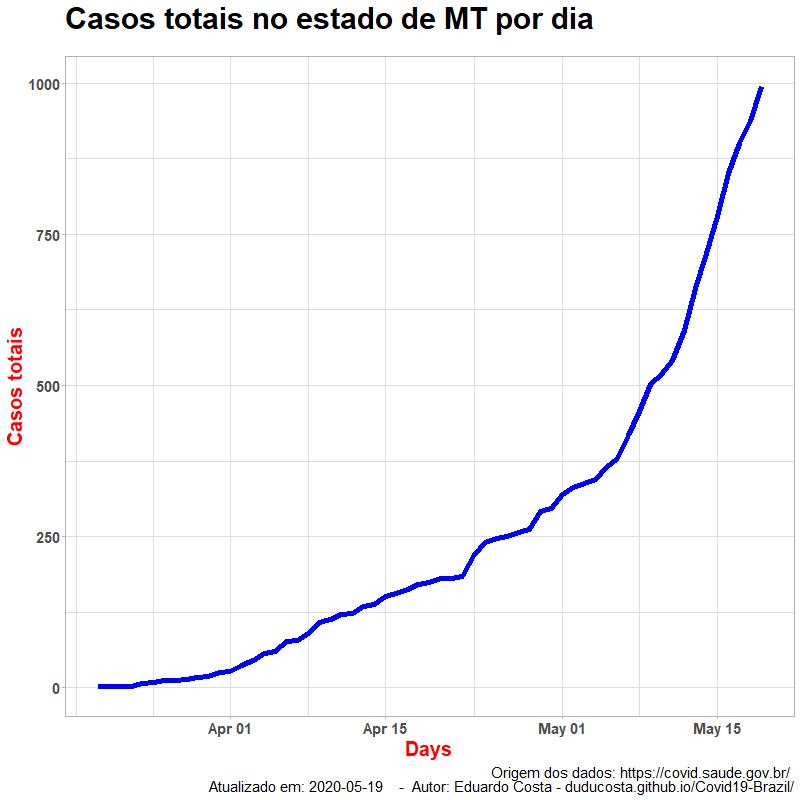 Casos totais no estado de MT por dia
Casos totais
1000
750
500
250
0
Apr 01
Apr 15
May 01
May 15
Days
Origem dos dados: https://covid.saude.gov.br/
Atualizado em: 2020-05-19    -  Autor: Eduardo Costa - duducosta.github.io/Covid19-Brazil/